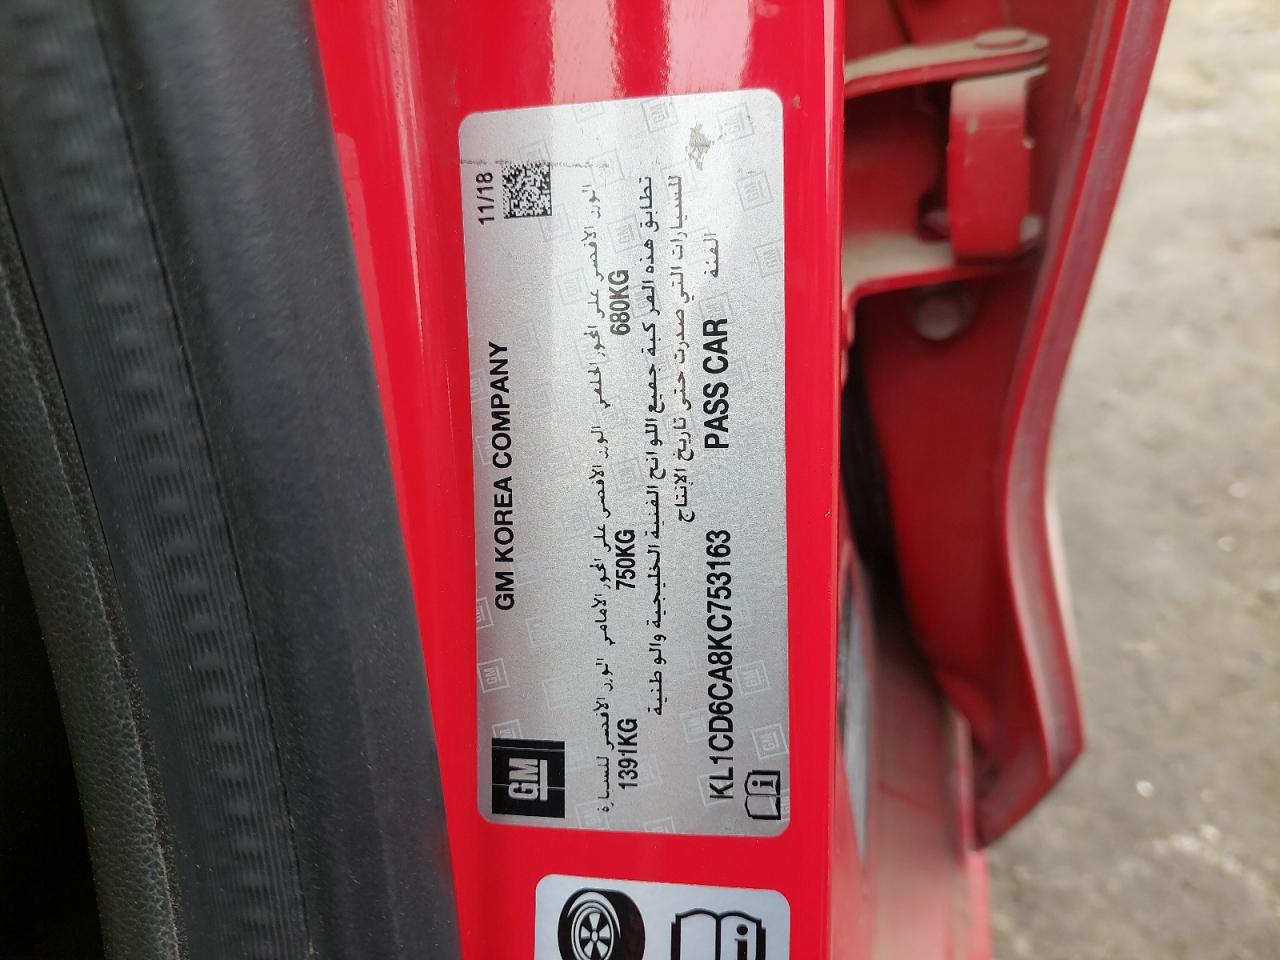 GM
GM KOREA COMPANY
11/18
الوزن الأقصى للسيارة الوزن الأقصى على المحور الأمامي الوزن الأقصى على المحور الخلفي
1391KG 750KG 680KG
تطابق هذه المركبة جميع اللوائح الفنية الخليجية والوطنية
للسيارات التي صدرت حتى تاريخ الإنتاج
KL1CD6CA8KC753163 PASS CAR الفئة